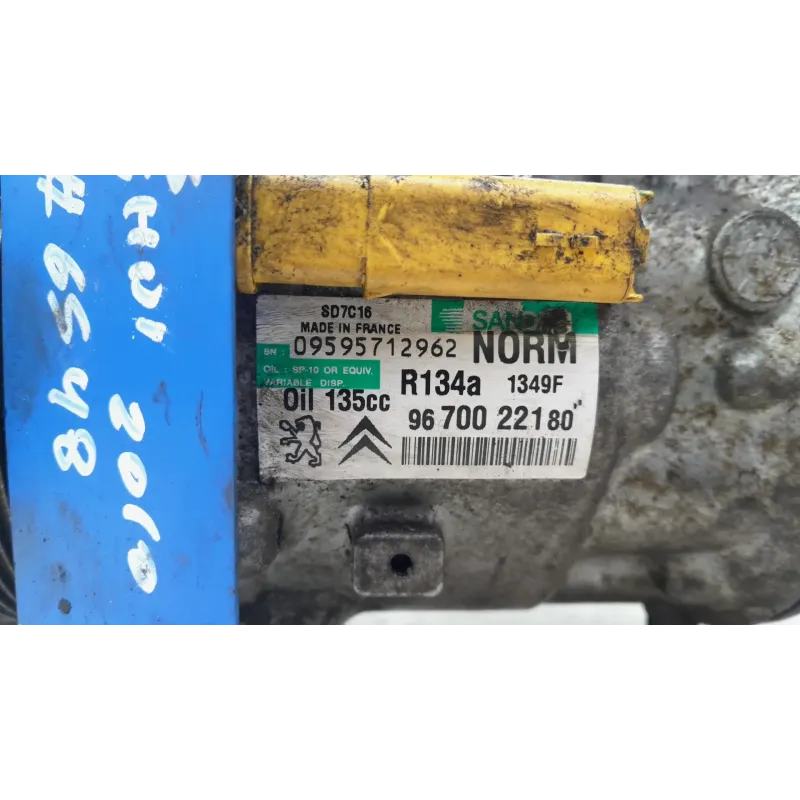 SD7C16
MADE IN FRANCE
SN: 09595712962 NORM
OIL: SP-10 OR EQUIV.
VARIABLE DISP.
R134a 1349F
Oil 135cc
96 700 221 80
2010